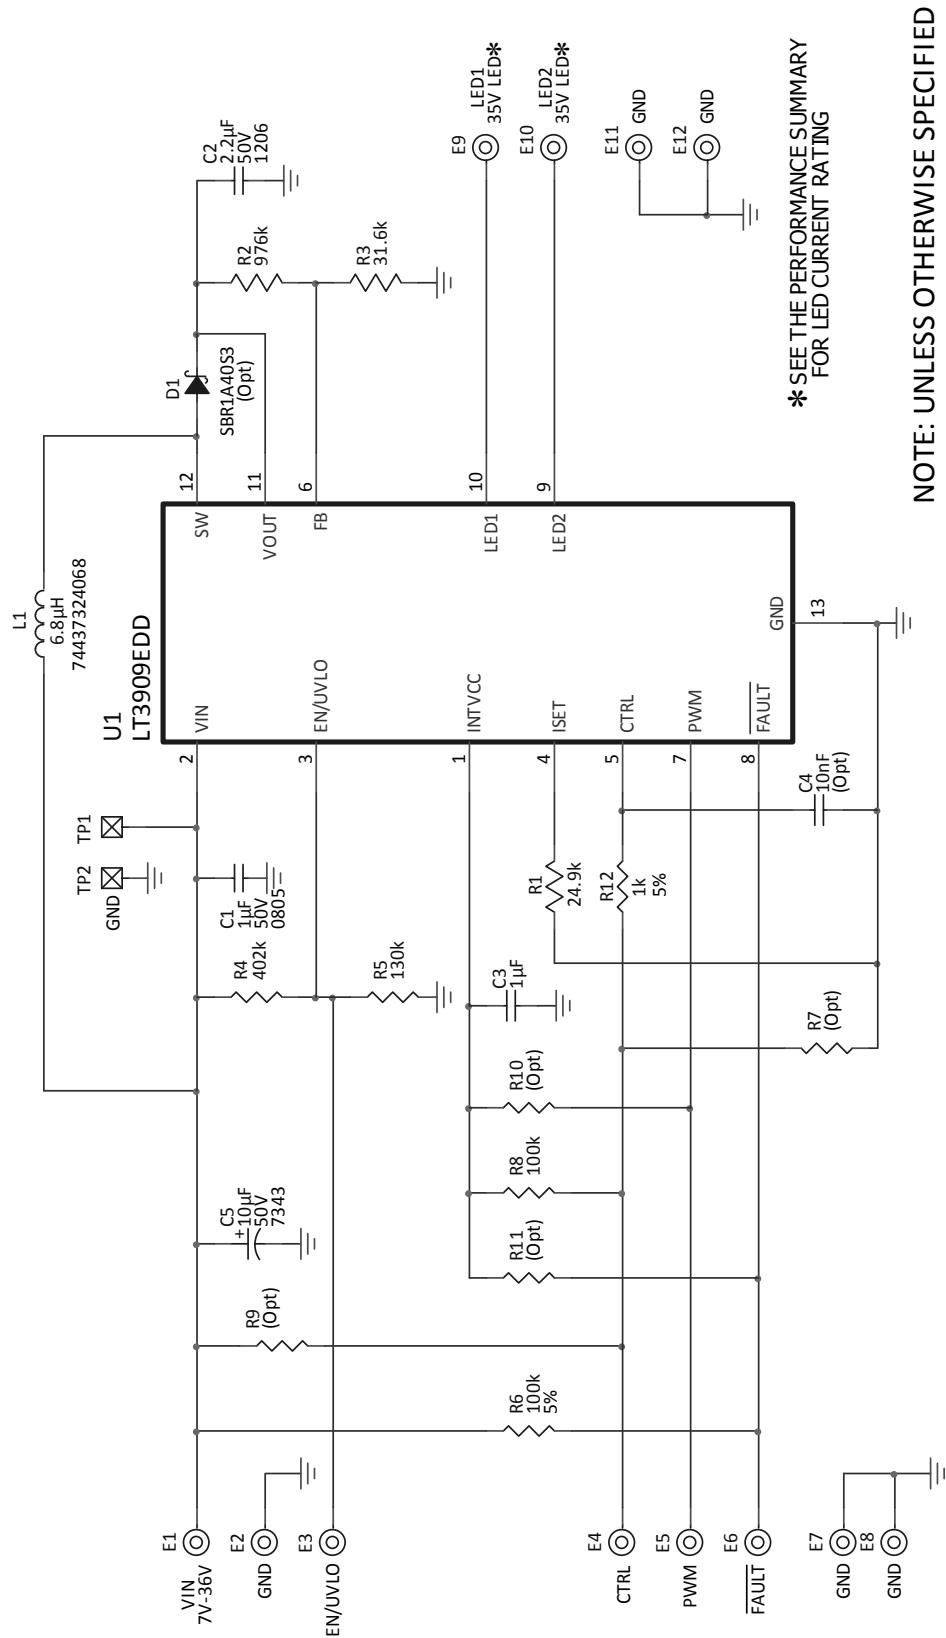 L1
6.8µH
74437324068
U1
LT3909EDD
TP2
GND
TP1
E1
VIN
7V-36V
E2
GND
E3
EN/UVLO
R9
(Opt)
C5
+
10µF
50V
7343
R4
402k
R5
130k
C1
1µF
50V
0805
2
VIN
3
EN/UVLO
1
INTVCC
4
ISET
5
CTRL
7
PWM
8
FAULT
GND
13
12
SW
11
VOUT
6
FB
10
LED1
9
LED2
D1
SBR1A40S3
(Opt)
C2
2.2µF
50V
1206
R2
976k
R3
31.6k
E9
LED1
35V LED*
E10
LED2
35V LED*
E11
GND
E12
GND
R6
100k
5%
R11
(Opt)
R8
100k
R10
(Opt)
C3
1µF
R1
24.9k
R12
1k
5%
R7
(Opt)
C4
10nF
(Opt)
E4
CTRL
E5
PWM
E6
FAULT
E7
GND
E8
GND
* SEE THE PERFORMANCE SUMMARY
FOR LED CURRENT RATING
NOTE: UNLESS OTHERWISE SPECIFIED